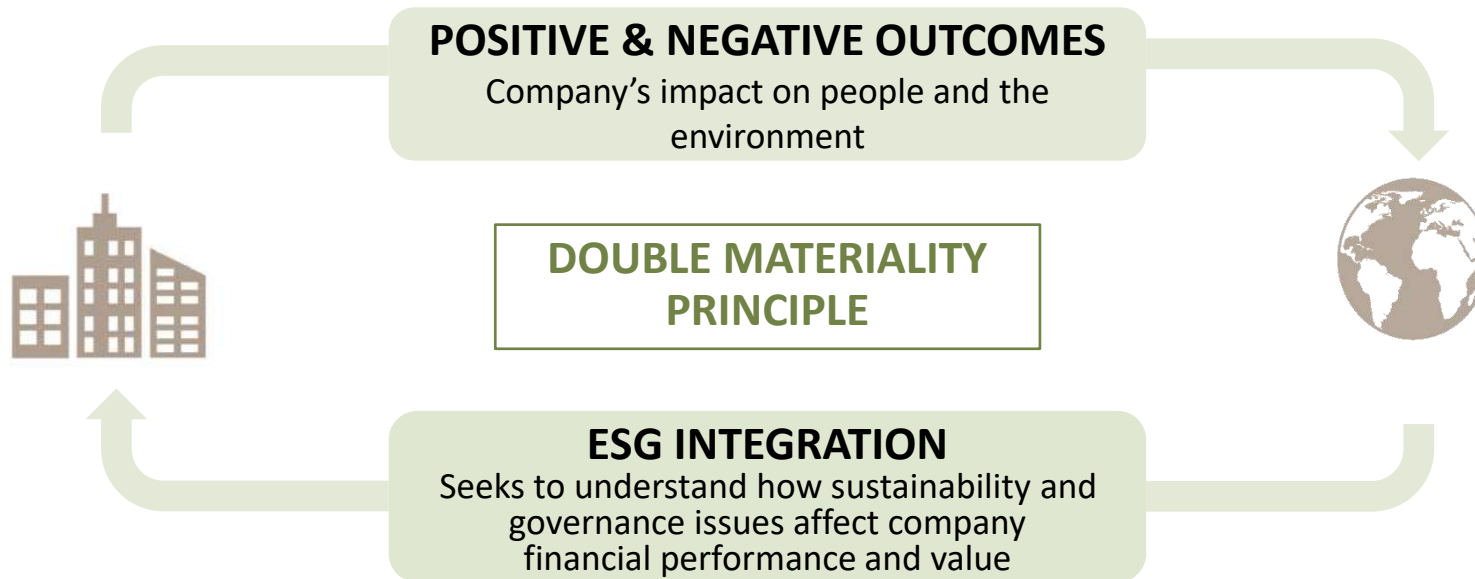 POSITIVE & NEGATIVE OUTCOMES
Company’s impact on people and the
environment
DOUBLE MATERIALITY
PRINCIPLE
ESG INTEGRATION
Seeks to understand how sustainability and
governance issues affect company
financial performance and value